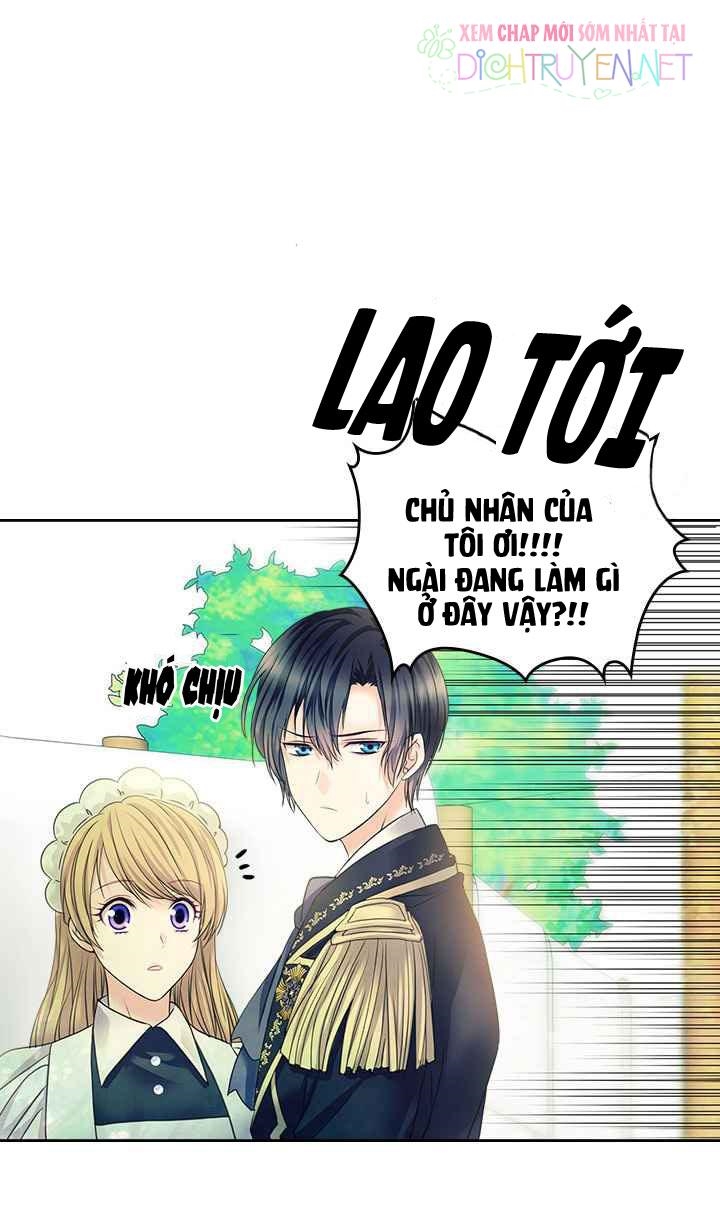 XEM CHAP MỚI SỚM NHẤT TẠI
DICHTRUYEN.NET
LAO TỚI
CHỦ NHÂN CỦA
TÔI ƠI!!!!
NGÀI ĐANG LÀM GÌ
Ở ĐÂY VẬY?!!
KHÓ CHỊU